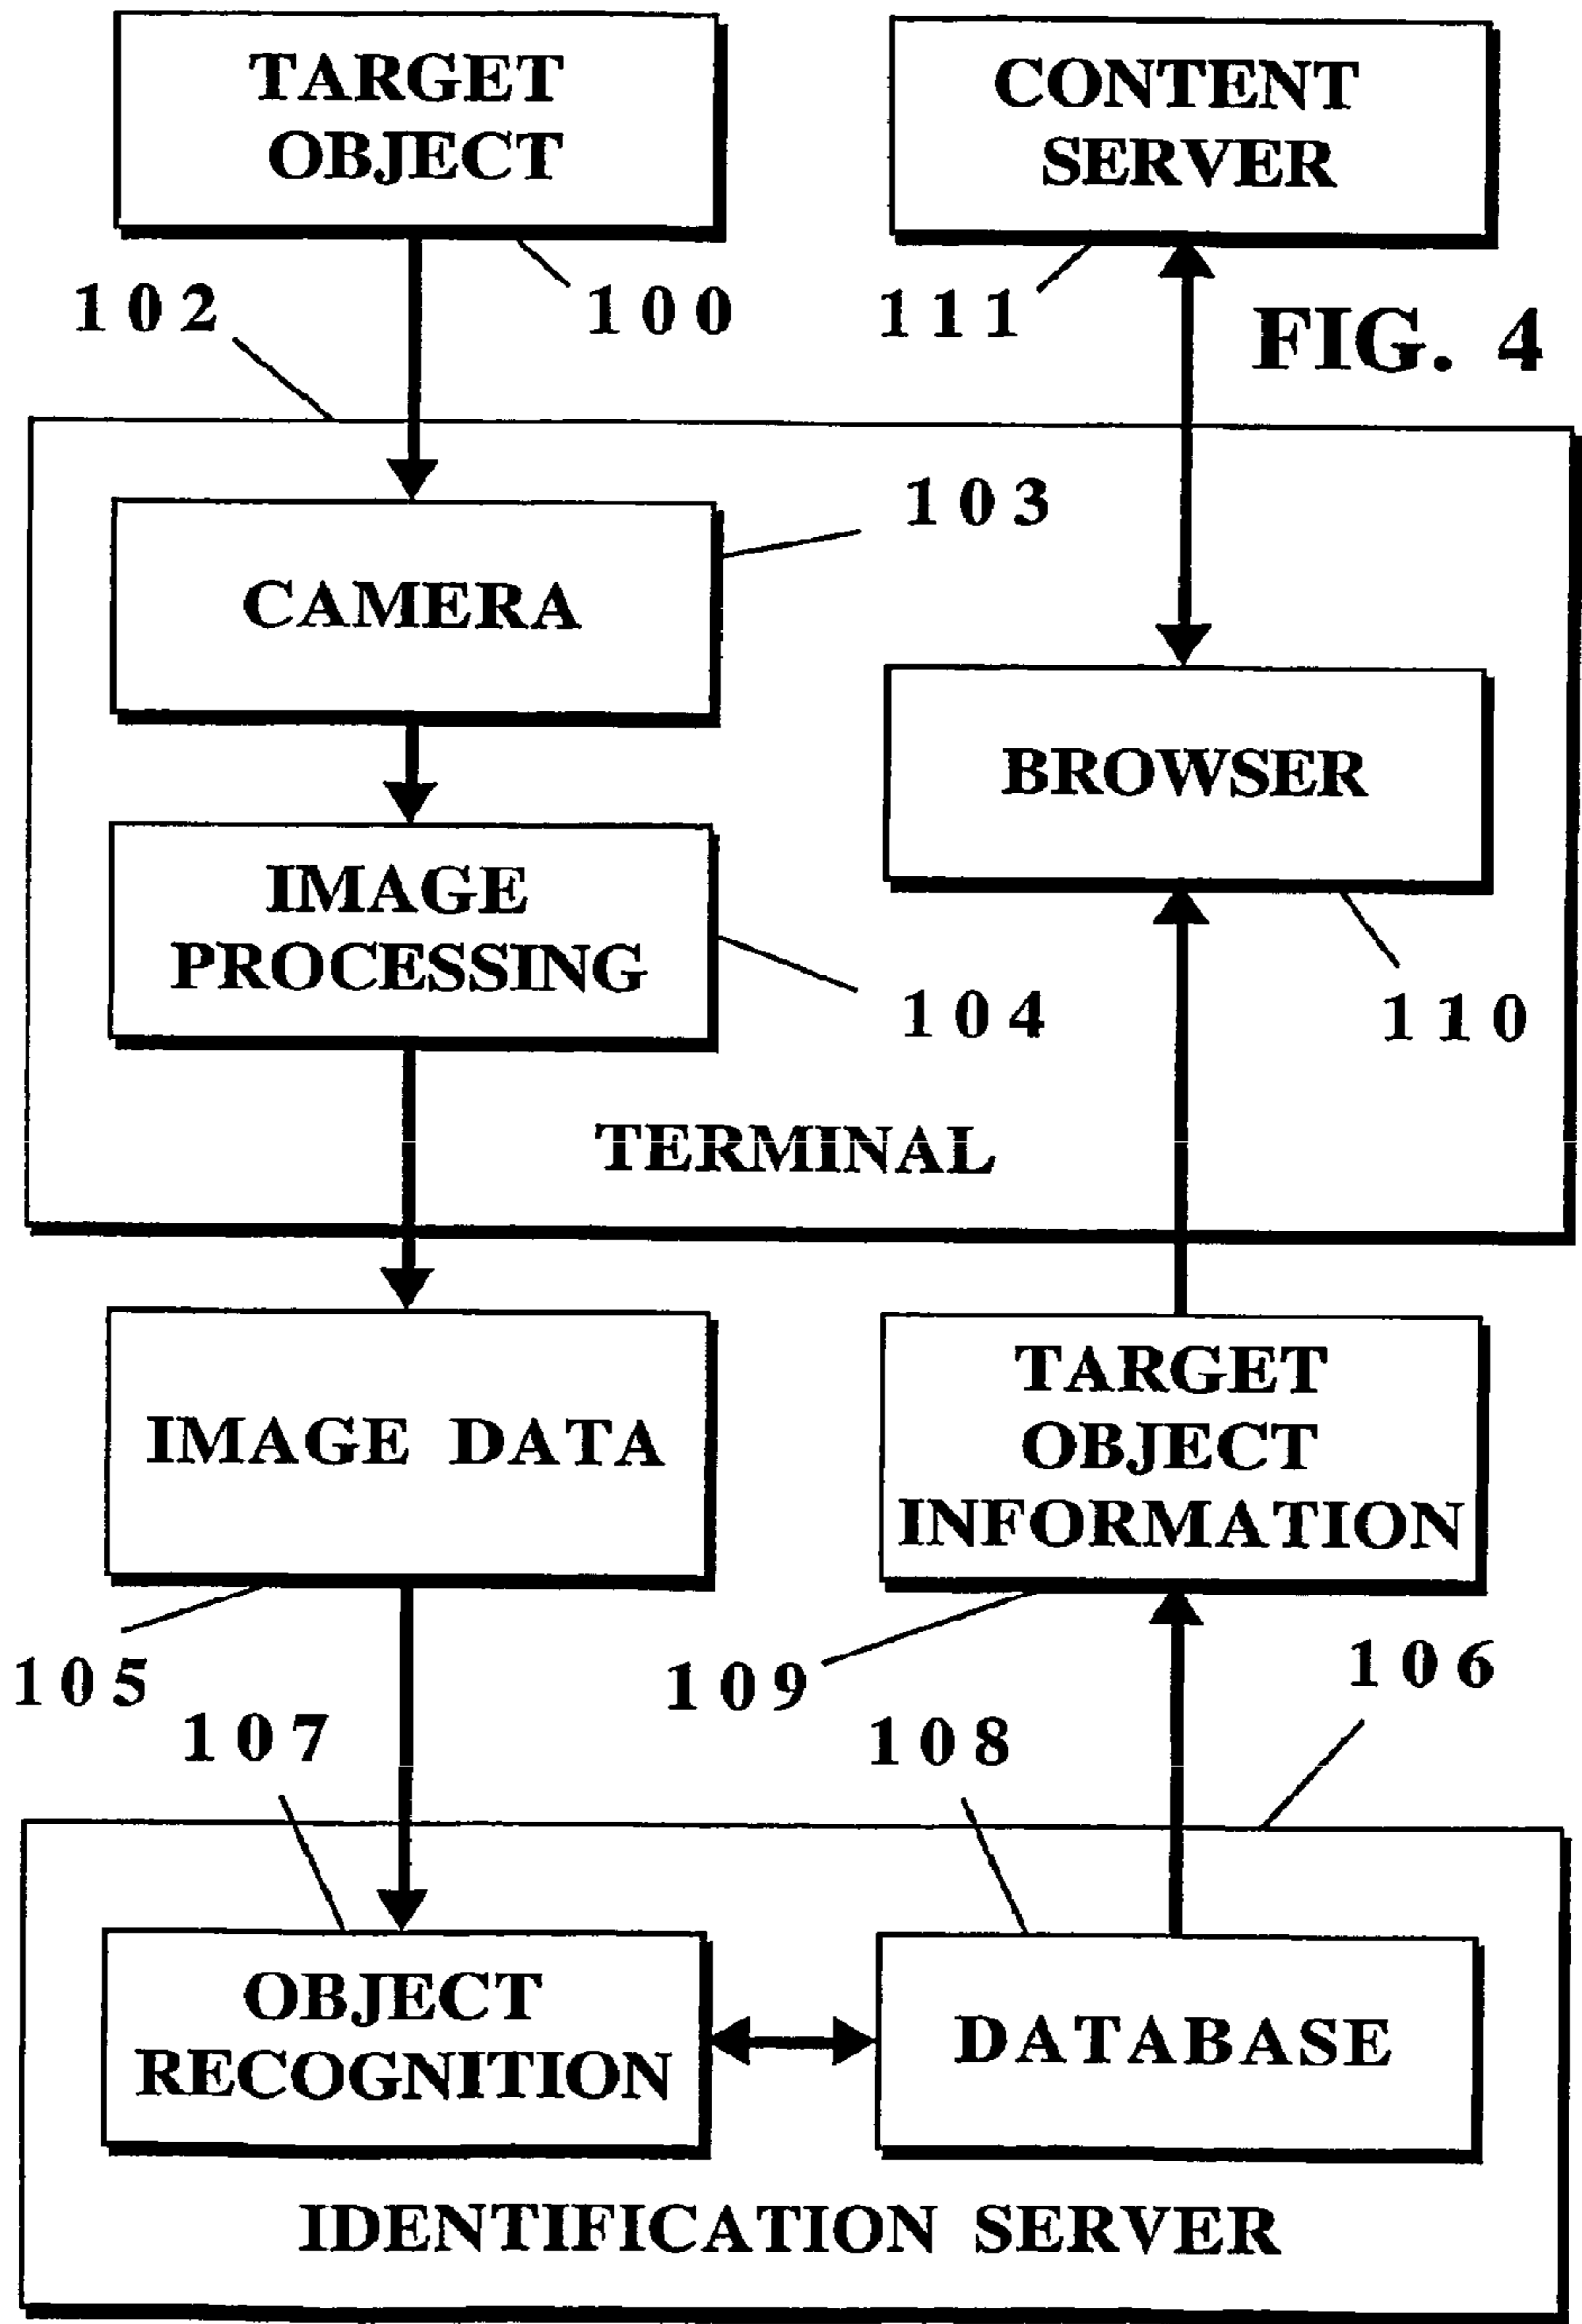 TARGET
OBJECT
CONTENT
SERVER
102
100
111
FIG. 4
103
CAMERA
BROWSER
IMAGE
PROCESSING
104
110
TERMINAL
IMAGE DATA
TARGET
OBJECT
INFORMATION
105
109
106
107
108
OBJECT
RECOGNITION
DATABASE
IDENTIFICATION SERVER